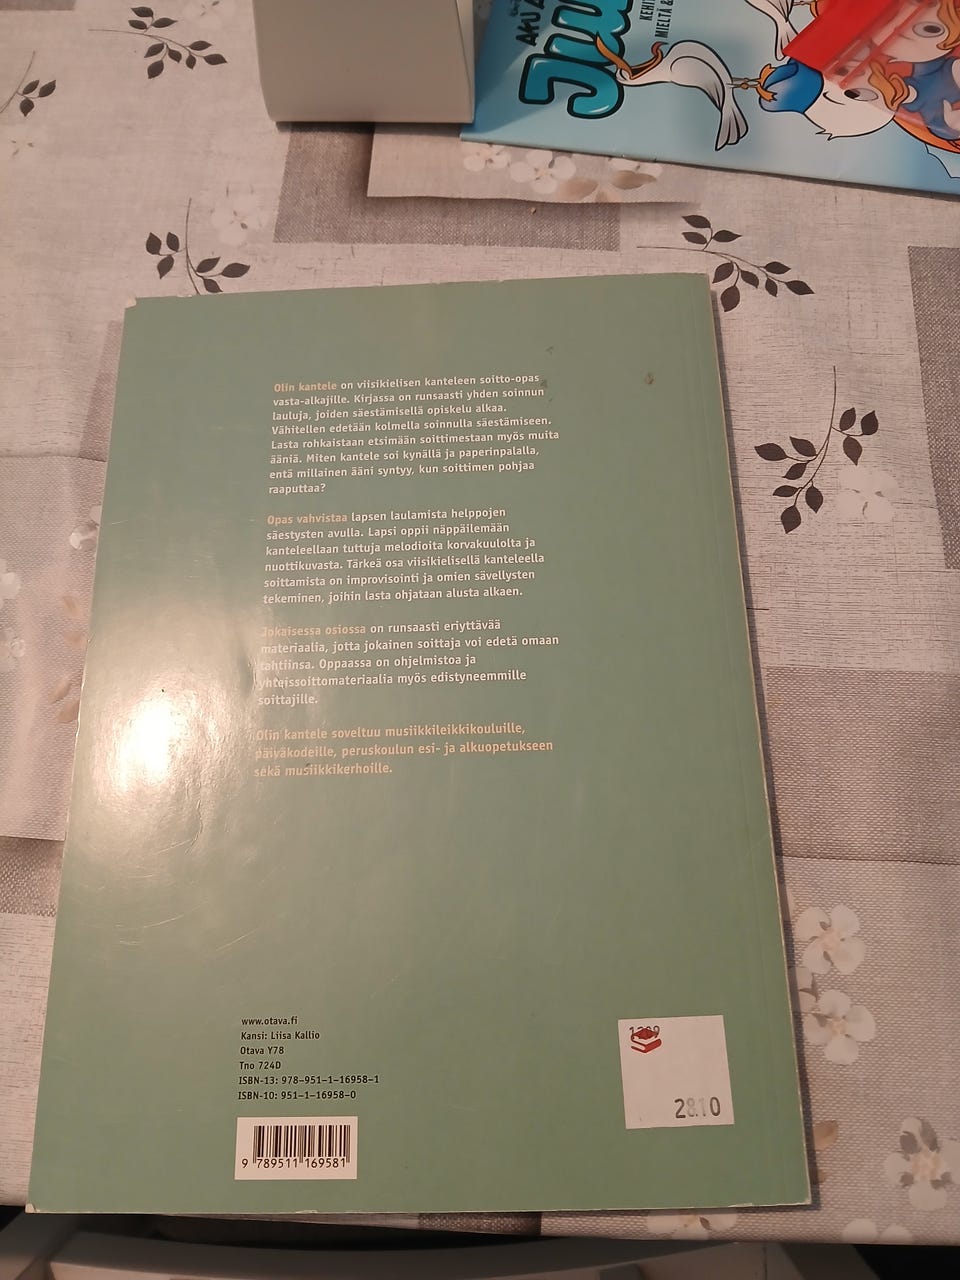 AKU
Juu
KEHIT
MIELTÄ &
Olin kantele on viisikielisen kanteleen soitto-opas
vasta-alkajille. Kirjassa on runsaasti yhden soinnun
lauluja, joiden säestämisellä opiskelu alkaa.
Vähitellen edetään kolmella soinnulla säestämiseen.
Lasta rohkaistaan etsimään soittimestaan myös muita
ääniä. Miten kantele soi kynällä ja paperinpalalla,
entä millainen ääni syntyy, kun soittimen pohjaa
raaputtaa?
Opas vahvistaa lapsen laulamista helppojen
säestysten avulla. Lapsi oppii näppäilemään
kanteleellaan tuttuja melodioita korvakuulolta ja
nuottikuvasta. Tärkeä osa viisikielisellä kanteleella
soittamista on improvisointi ja omien sävellysten
tekeminen, joihin lasta ohjataan alusta alkaen.
Jokaisessa osiossa on runsaasti eriyttävää
materiaalia, jotta jokainen soittaja voi edetä omaan
tahtiinsa. Oppaassa on ohjelmistoa ja
yhteissoittomateriaalia myös edistyneemmille
soittajille.
Olin kantele soveltuu musiikkileikkikouluille,
päiväkodeille, peruskoulun esi- ja alkuopetukseen
sekä musiikkikerhoille.
www.otava.fi
Kansi: Liisa Kallio
Otava Y78
Tno 724D
ISBN-13: 978-951-1-16958-1
ISBN-10: 951-1-16958-0
9 789511 169581
28.10